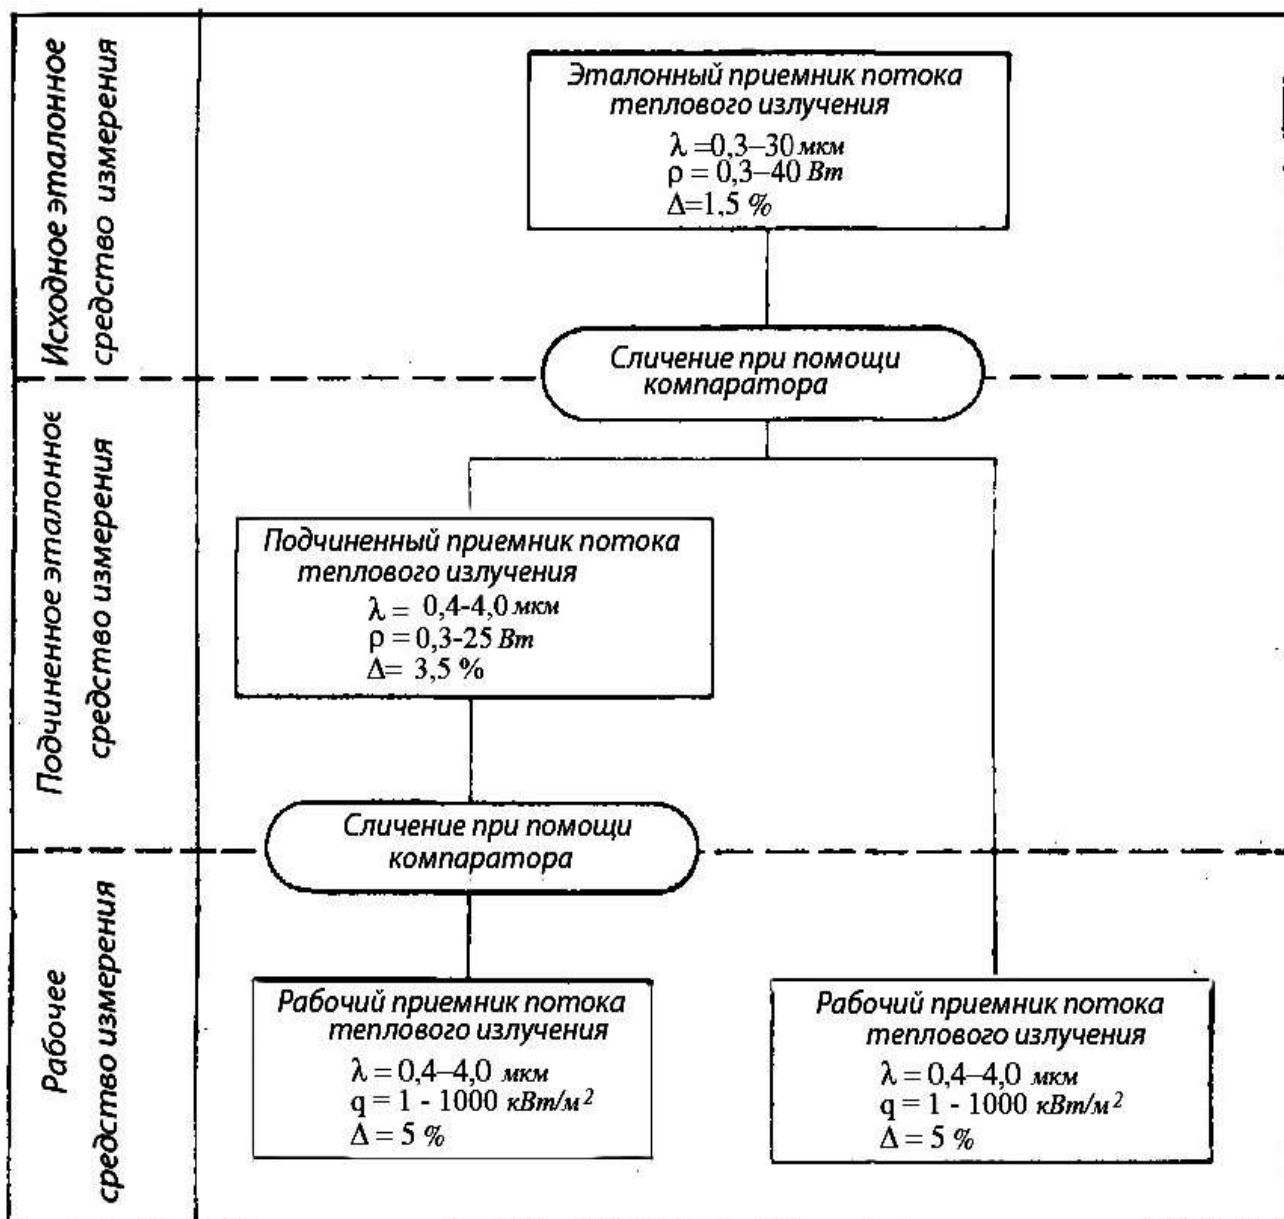 Исходное эталонное
средство измерения
Эталонный приемник потока
теплового излучения
λ =0,3–30 мкм
ρ = 0,3–40 Вт
Δ=1,5 %
Сличение при помощи
компаратора
Подчиненное эталонное
средство измерения
Подчиненный приемник потока
теплового излучения
λ = 0,4-4,0 мкм
ρ = 0,3-25 Вт
Δ= 3,5 %
Сличение при помощи
компаратора
Рабочее
средство измерения
Рабочий приемник потока
теплового излучения
λ = 0,4–4,0 мкм
q = 1 - 1000 кВт/м²
Δ = 5 %
Рабочий приемник потока
теплового излучения
λ = 0,4–4,0 мкм
q = 1 - 1000 кВт/м²
Δ = 5 %